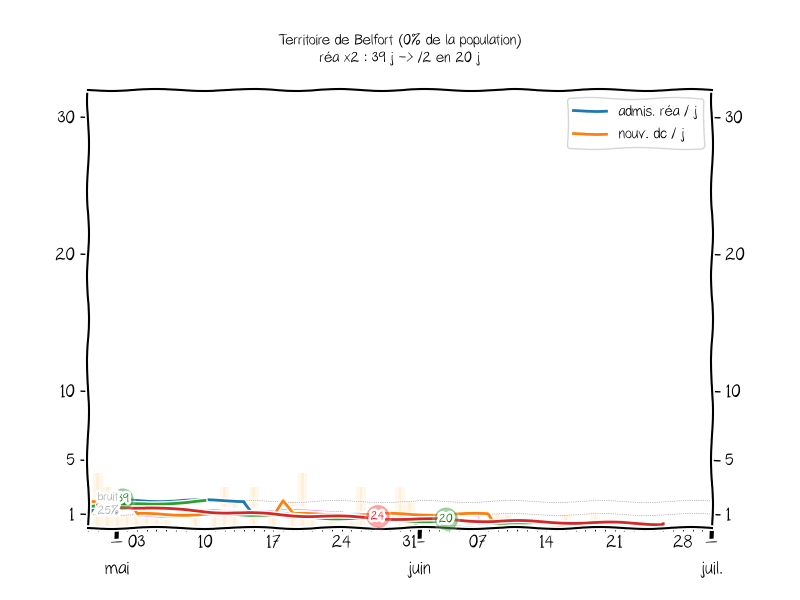 Territoire de Belfort (0% de la population)
réa x2 : 39 j -> /2 en 20 j
admis. réa / j
nouv. dc / j
30
30
20
20
10
10
5
5
bruit
25%
24
20
1
1
03 10 17 24 31 07 14 21 28
mai juin juil.